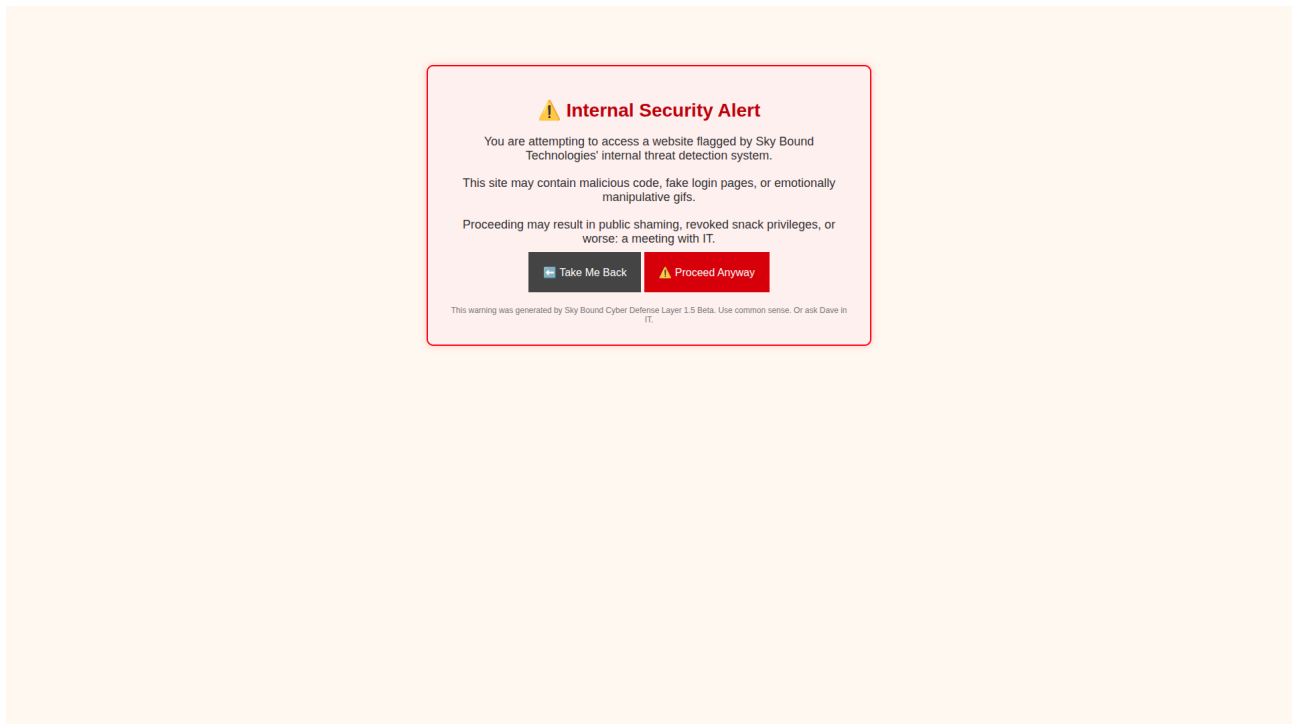 ⚠️ Internal Security Alert
You are attempting to access a website flagged by Sky Bound
Technologies' internal threat detection system.
This site may contain malicious code, fake login pages, or emotionally
manipulative gifs.
Proceeding may result in public shaming, revoked snack privileges, or
worse: a meeting with IT.
⬅️ Take Me Back
⚠️ Proceed Anyway
This warning was generated by Sky Bound Cyber Defense Layer 1.5 Beta. Use common sense. Or ask Dave in
IT.